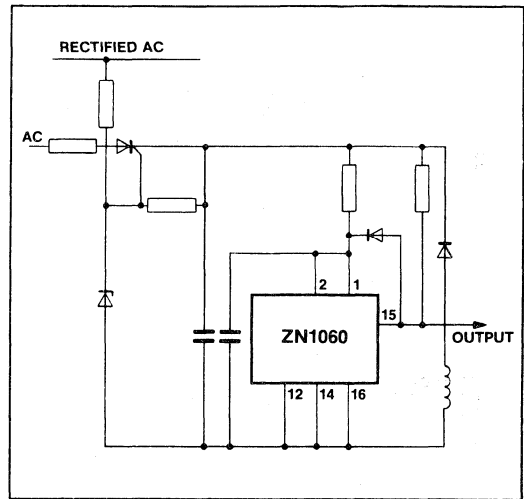 RECTIFIED AC
AC
2 1
15
ZN1060
OUTPUT
12 14 16